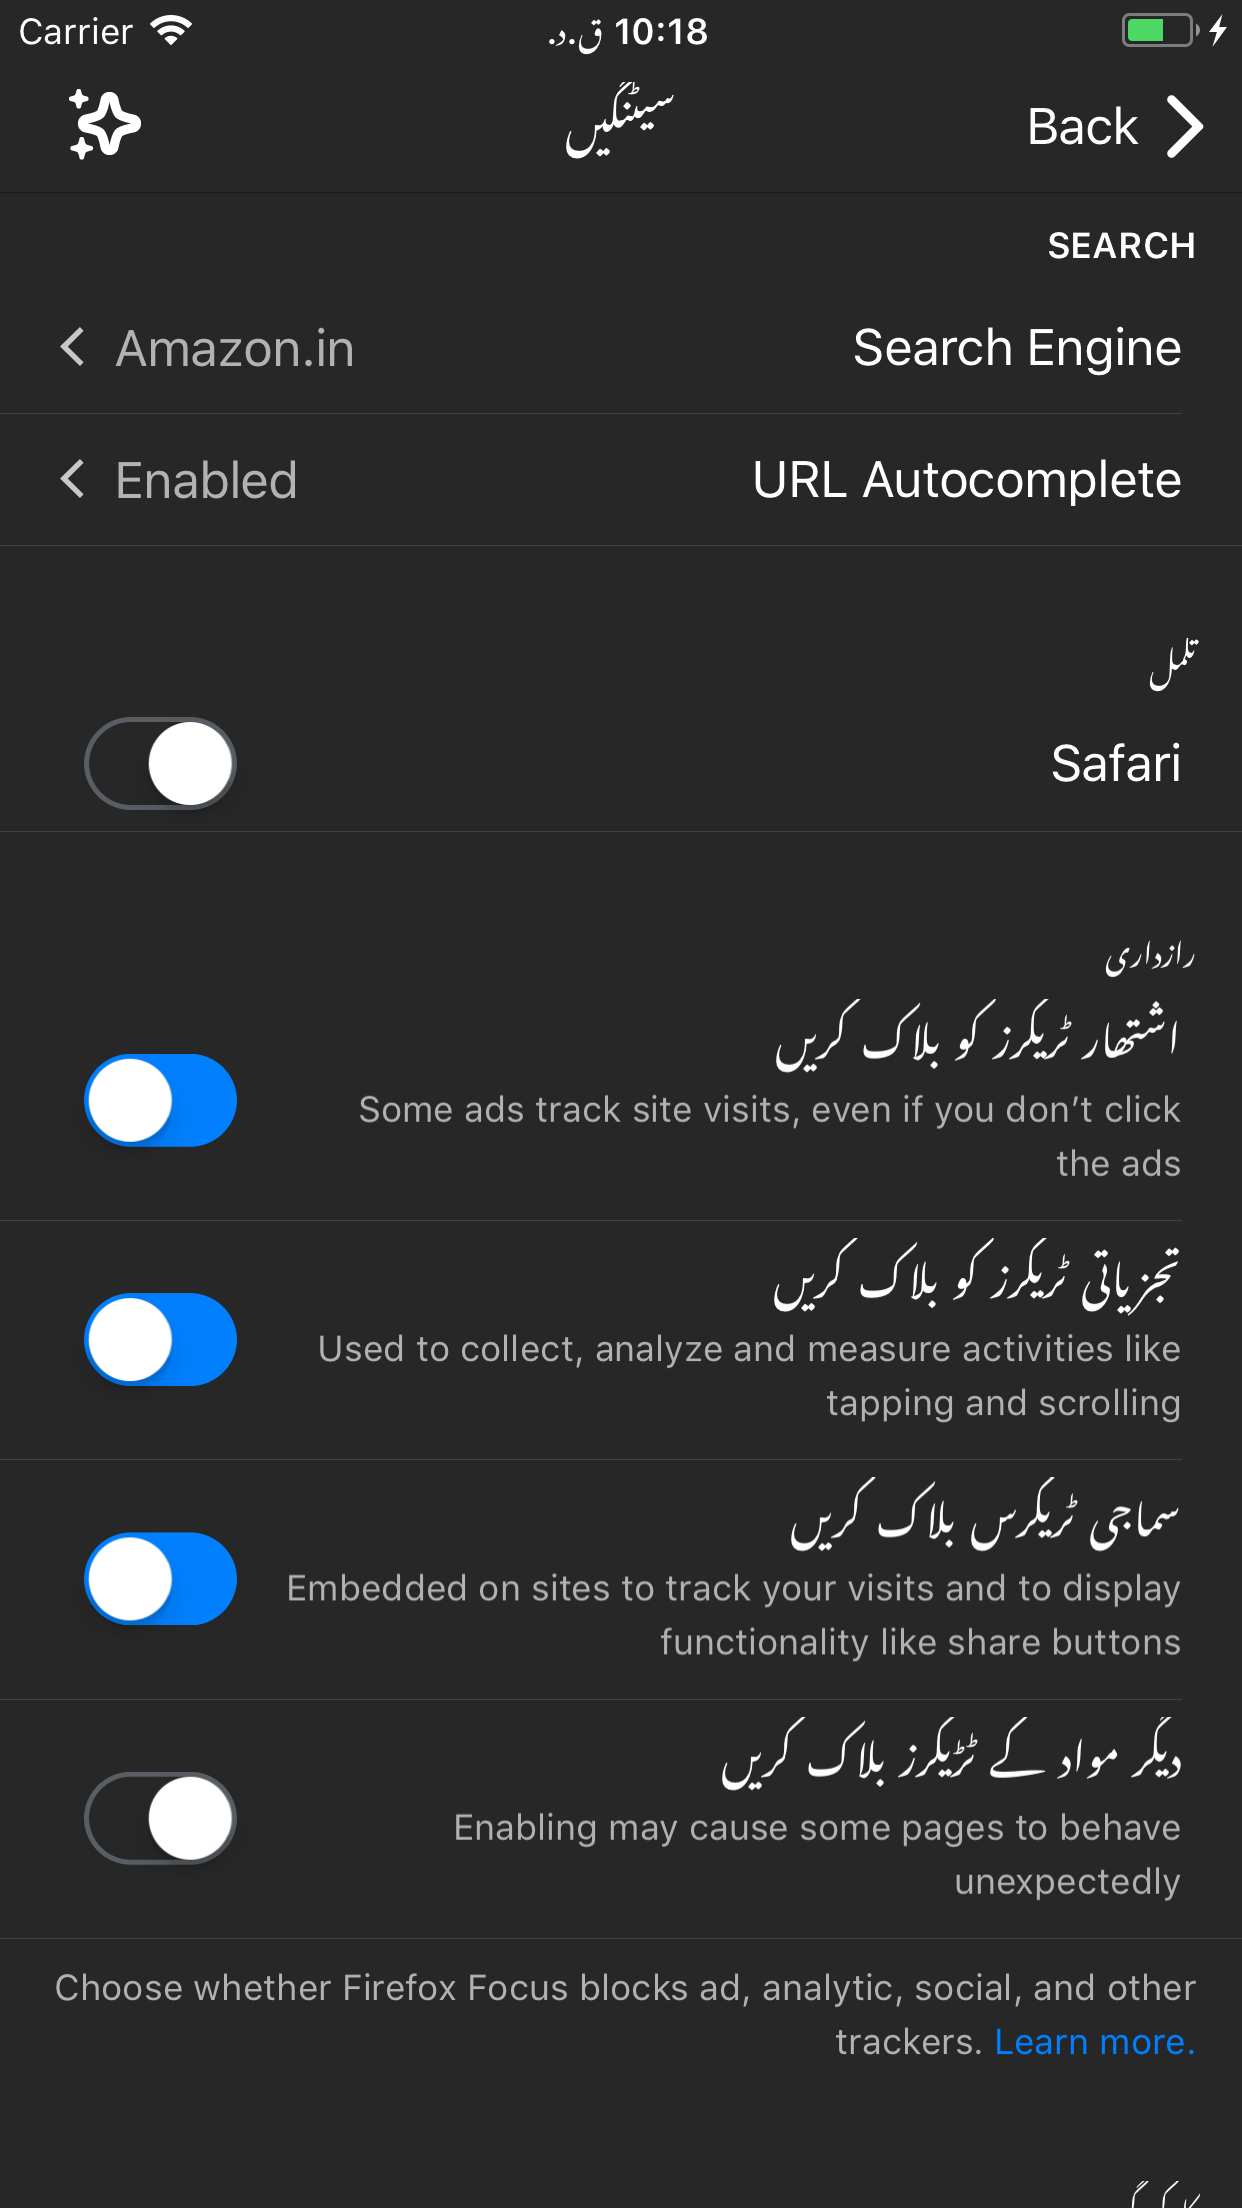 Carrier
10:18 ق.د.
سیٹنگیں
Back
SEARCH
Search Engine
Amazon.in
URL Autocomplete
Enabled
تکمل
Safari
رازداری
اشتھار ٹریکرز کو بلاک کریں
Some ads track site visits, even if you don’t click
the ads
تجزیاتی ٹریکرز کو بلاک کریں
Used to collect, analyze and measure activities like
tapping and scrolling
سماجی ٹریکرس بلاک کریں
Embedded on sites to track your visits and to display
functionality like share buttons
دیگر مواد کے ٹڑیکرز بلاک کریں
Enabling may cause some pages to behave
unexpectedly
Choose whether Firefox Focus blocks ad, analytic, social, and other
trackers. Learn more.